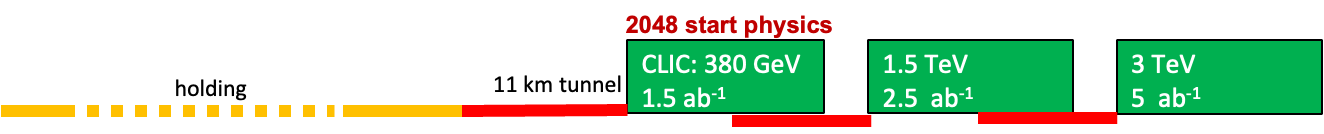 2048 start physics
holding
11 km tunnel
CLIC: 380 GeV
1.5 ab⁻¹
1.5 TeV
2.5 ab⁻¹
3 TeV
5 ab⁻¹